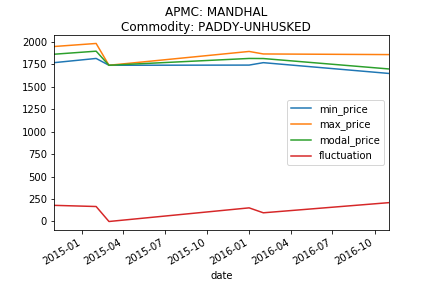 APMC: MANDHAL
Commodity: PADDY-UNHUSKED
2000
1750
1500
1250
1000
750
500
250
0
min_price
max_price
modal_price
fluctuation
2015-01
2015-04
2015-07
2015-10
2016-01
2016-04
2016-07
2016-10
date